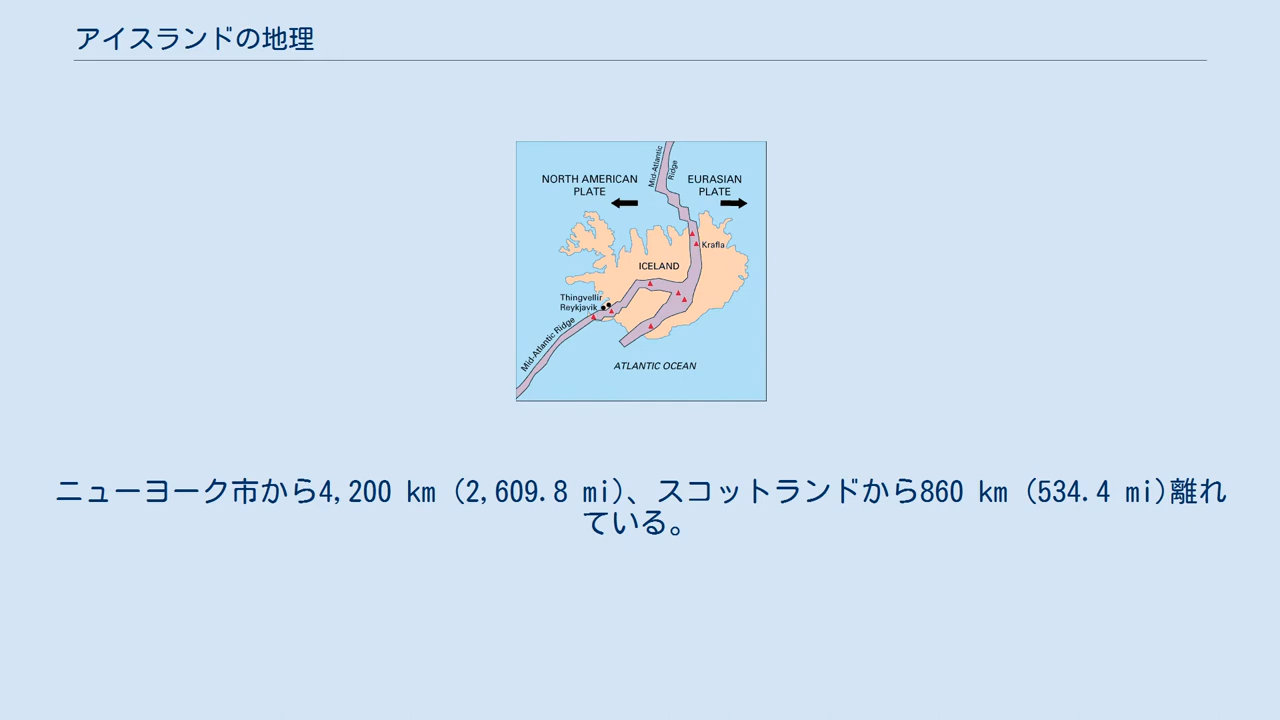 アイスランドの地理
Mid-Atlantic
Ridge
NORTH AMERICAN
PLATE
EURASIAN
PLATE
Krafla
ICELAND
Thingvellir
Reykjavik
Mid-Atlantic Ridge
ATLANTIC OCEAN
ニューヨーク市から4,200 km (2,609.8 mi)、スコットランドから860 km (534.4 mi)離れ
ている。